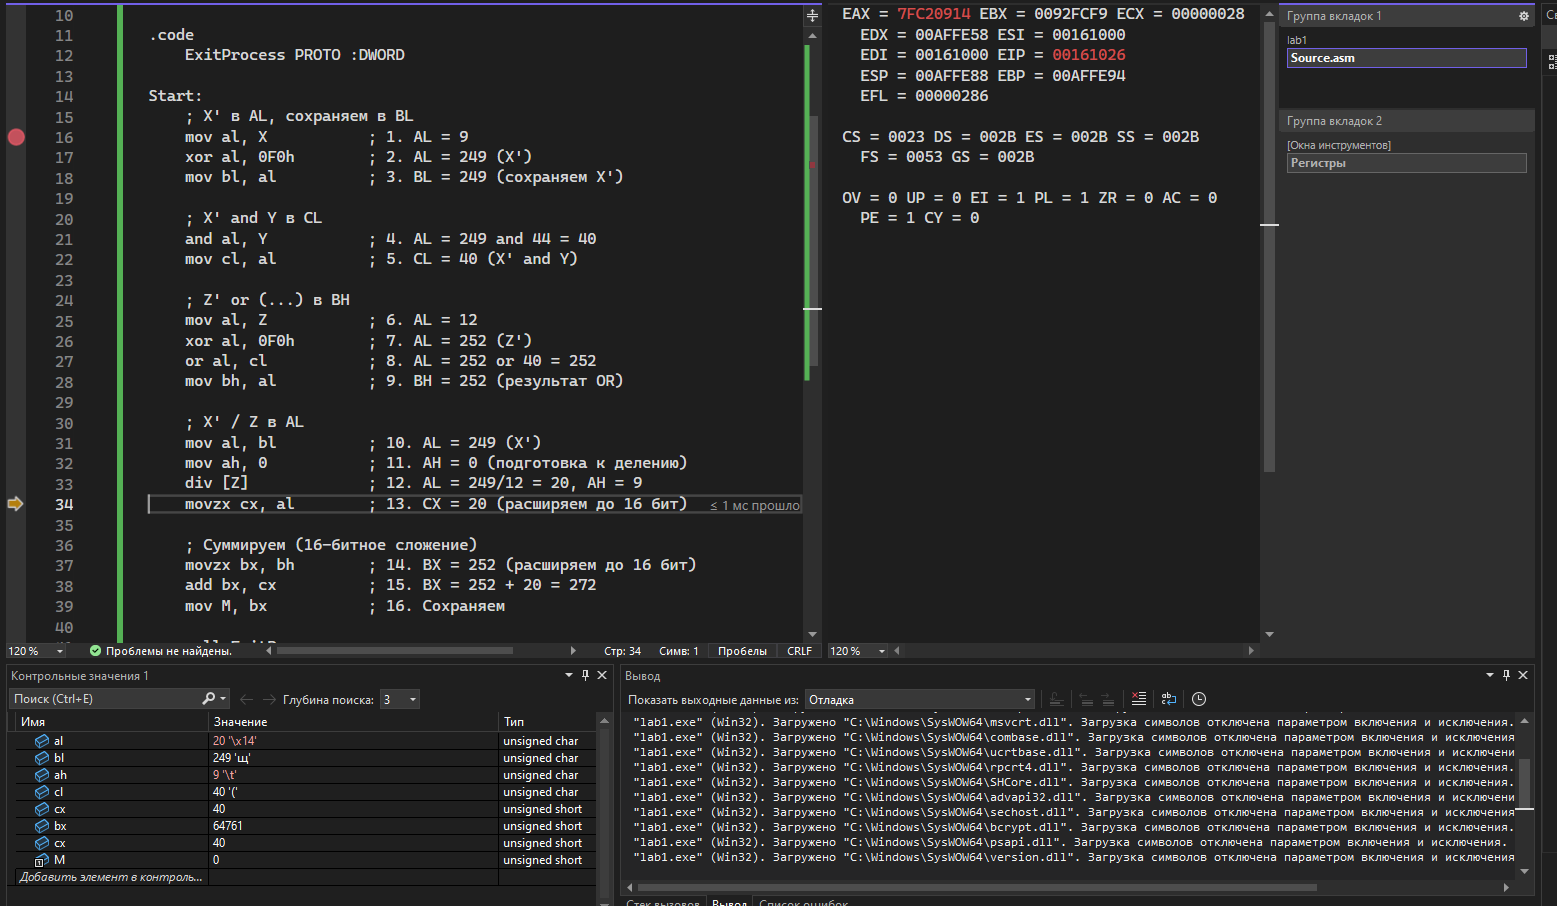 10
11 .code
12 ExitProcess PROTO :DWORD
13
14 Start:
15 ; X' в AL, сохраняем в BL
16 mov al, X ; 1. AL = 9
17 xor al, 0F0h ; 2. AL = 249 (X')
18 mov bl, al ; 3. BL = 249 (сохраняем X')
19
20 ; X' and Y в CL
21 and al, Y ; 4. AL = 249 and 44 = 40
22 mov cl, al ; 5. CL = 40 (X' and Y)
23
24 ; Z' or (...) в BH
25 mov al, Z ; 6. AL = 12
26 xor al, 0F0h ; 7. AL = 252 (Z')
27 or al, cl ; 8. AL = 252 or 40 = 252
28 mov bh, al ; 9. BH = 252 (результат OR)
29
30 ; X' / Z в AL
31 mov al, bl ; 10. AL = 249 (X')
32 mov ah, 0 ; 11. AH = 0 (подготовка к делению)
33 div [Z] ; 12. AL = 249/12 = 20, AH = 9
34 movzx cx, al ; 13. CX = 20 (расширяем до 16 бит) ≤ 1 мс прошло
35
36 ; Суммируем (16-битное сложение)
37 movzx bx, bh ; 14. BX = 252 (расширяем до 16 бит)
38 add bx, cx ; 15. BX = 252 + 20 = 272
39 mov M, bx ; 16. Сохраняем
40
120 % Проблемы не найдены. Стр: 34 Симв: 1 Пробелы CRLF
EAX = 7FC20914 EBX = 0092FCF9 ECX = 00000028
EDX = 00AFFE58 ESI = 00161000
EDI = 00161000 EIP = 00161026
ESP = 00AFFE88 EBP = 00AFFE94
EFL = 00000286
CS = 0023 DS = 002B ES = 002B SS = 002B
FS = 0053 GS = 002B
OV = 0 UP = 0 EI = 1 PL = 1 ZR = 0 AC = 0
PE = 1 CY = 0
120 %
Группа вкладок 1
lab1
Source.asm
Группа вкладок 2
[Окна инструментов]
Регистры
Контрольные значения 1
Поиск (Ctrl+E) Глубина поиска: 3
Имя Значение Тип
al 20 '\x14' unsigned char
bl 249 'щ' unsigned char
ah 9 '\t' unsigned char
cl 40 '(' unsigned char
cx 40 unsigned short
bx 64761 unsigned short
cx 40 unsigned short
M 0 unsigned short
Добавить элемент в контроль...
Вывод
Показать выходные данные из: Отладка
"lab1.exe" (Win32). Загружено "C:\Windows\SysWOW64\msvcrt.dll". Загрузка символов отключена параметром включения и исключения.
"lab1.exe" (Win32). Загружено "C:\Windows\SysWOW64\combase.dll". Загрузка символов отключена параметром включения и исключени
"lab1.exe" (Win32). Загружено "C:\Windows\SysWOW64\ucrtbase.dll". Загрузка символов отключена параметром включения и исключен
"lab1.exe" (Win32). Загружено "C:\Windows\SysWOW64\rpcrt4.dll". Загрузка символов отключена параметром включения и исключения.
"lab1.exe" (Win32). Загружено "C:\Windows\SysWOW64\SHCore.dll". Загрузка символов отключена параметром включения и исключения.
"lab1.exe" (Win32). Загружено "C:\Windows\SysWOW64\advapi32.dll". Загрузка символов отключена параметром включения и исключени
"lab1.exe" (Win32). Загружено "C:\Windows\SysWOW64\sechost.dll". Загрузка символов отключена параметром включения и исключения
"lab1.exe" (Win32). Загружено "C:\Windows\SysWOW64\bcrypt.dll". Загрузка символов отключена параметром включения и исключения.
"lab1.exe" (Win32). Загружено "C:\Windows\SysWOW64\psapi.dll". Загрузка символов отключена параметром включения и исключения.
"lab1.exe" (Win32). Загружено "C:\Windows\SysWOW64\version.dll". Загрузка символов отключена параметром включения и исключения
Стек вызовов Вывод Список ошибок